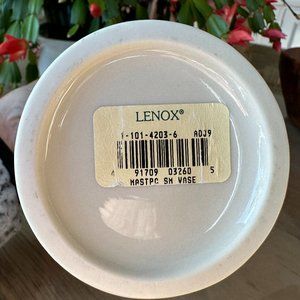 LENOX®
1-101-4203-6 ADJ9
4 91709 03260 5
MASTPC SM VASE